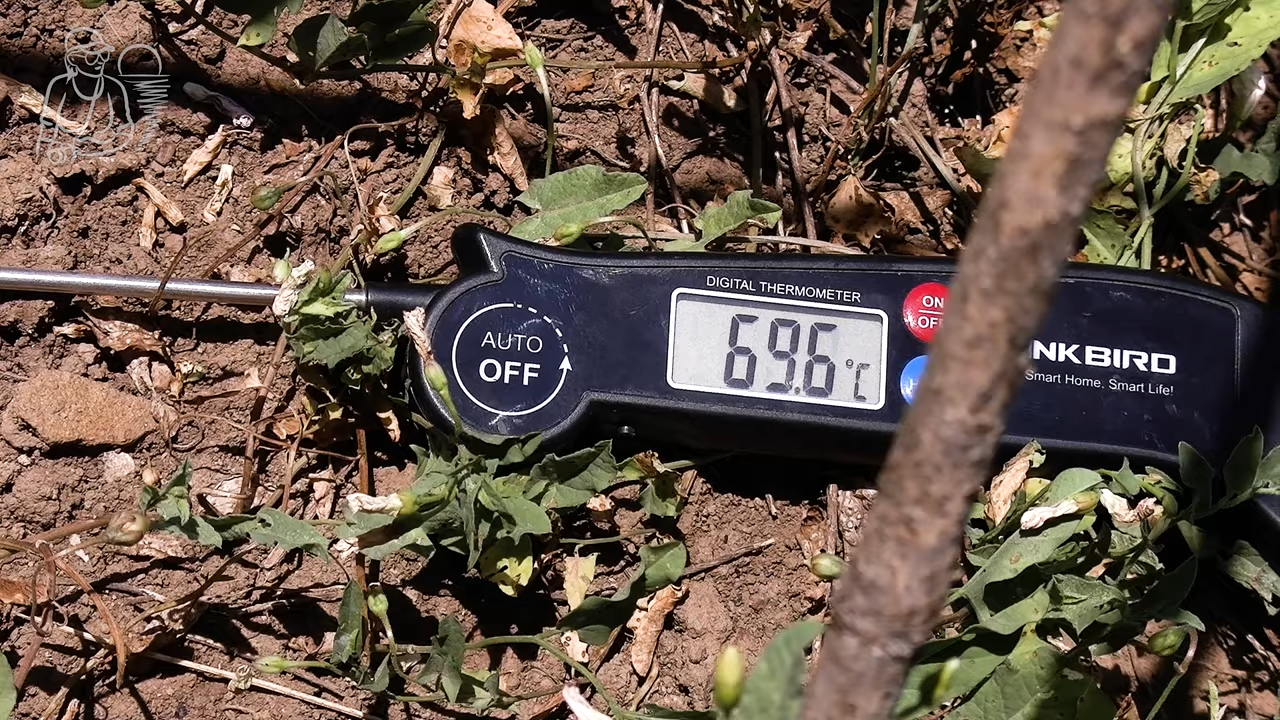 DIGITAL THERMOMETER
AUTO
OFF
69.6 °C
ON
OFF
NKBIRD
Smart Home. Smart Life!